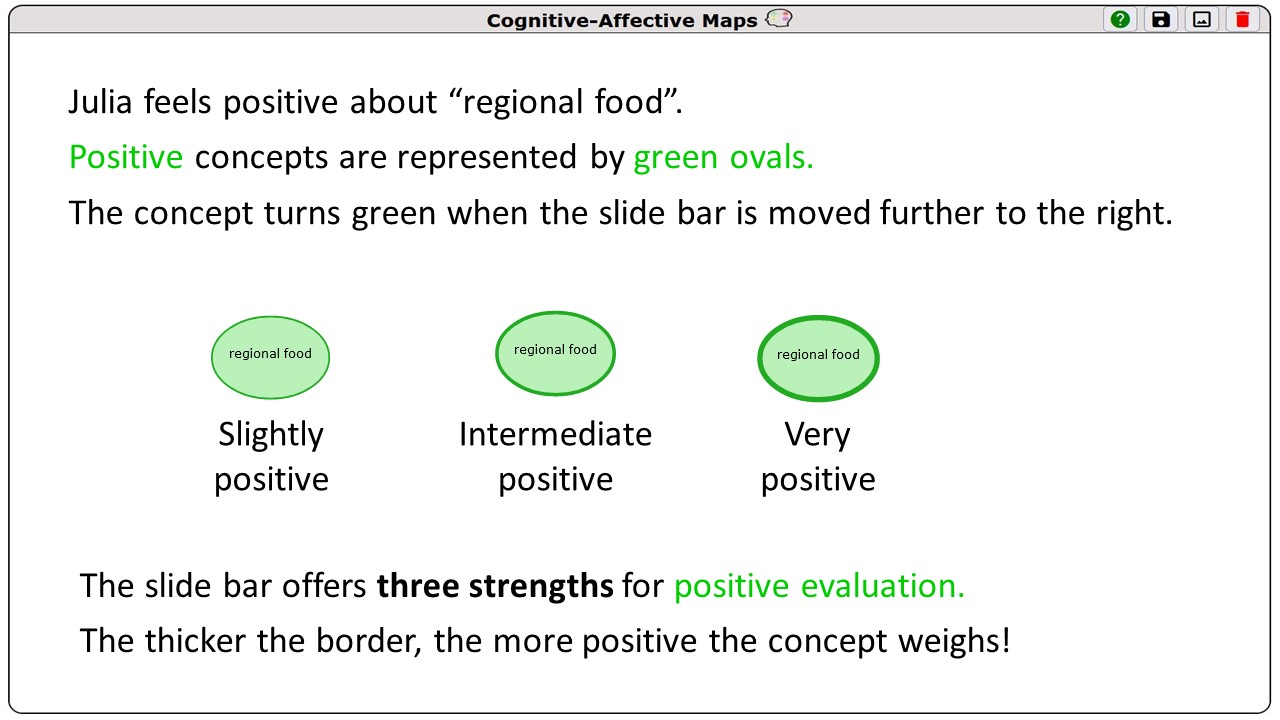 Cognitive-Affective Maps
Julia feels positive about “regional food”.
Positive concepts are represented by green ovals.
The concept turns green when the slide bar is moved further to the right.
regional food
regional food
regional food
Slightly
positive
Intermediate
positive
Very
positive
The slide bar offers three strengths for positive evaluation.
The thicker the border, the more positive the concept weighs!